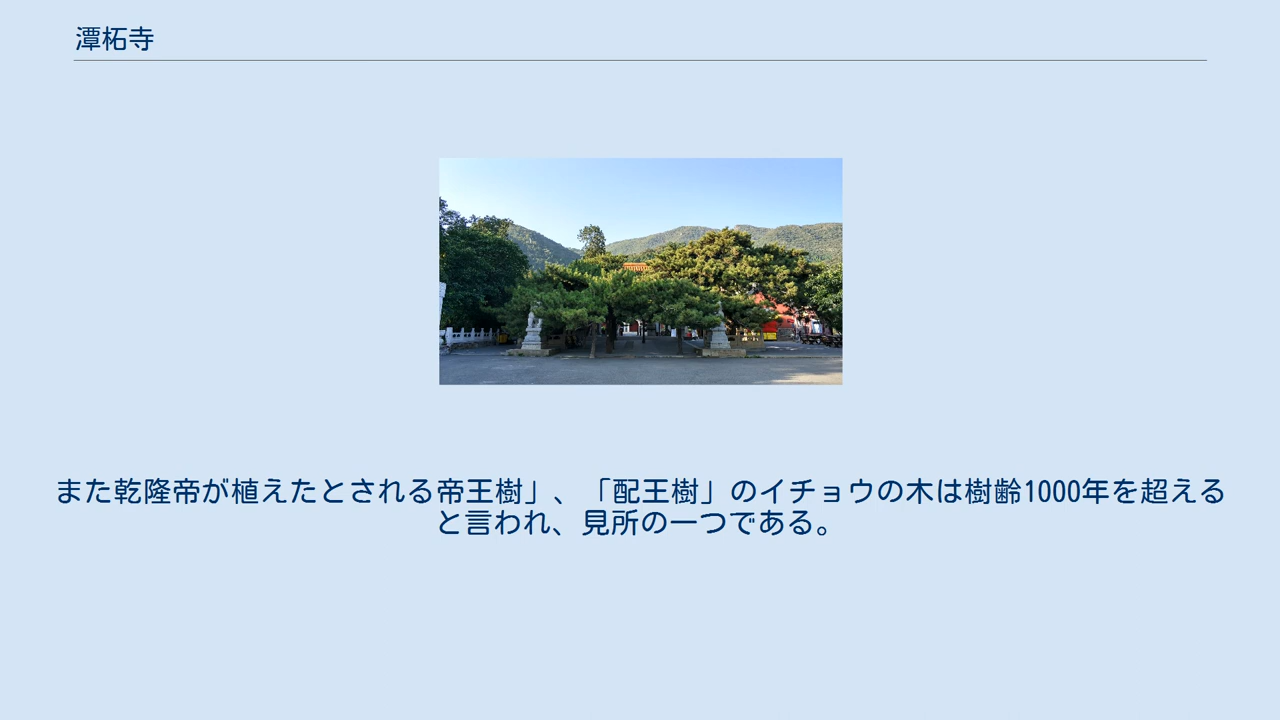 潭柘寺
また乾隆帝が植えたとされる帝王樹」、「配王樹」のイチョウの木は樹齢1000年を超える
と言われ、見所の一つである。